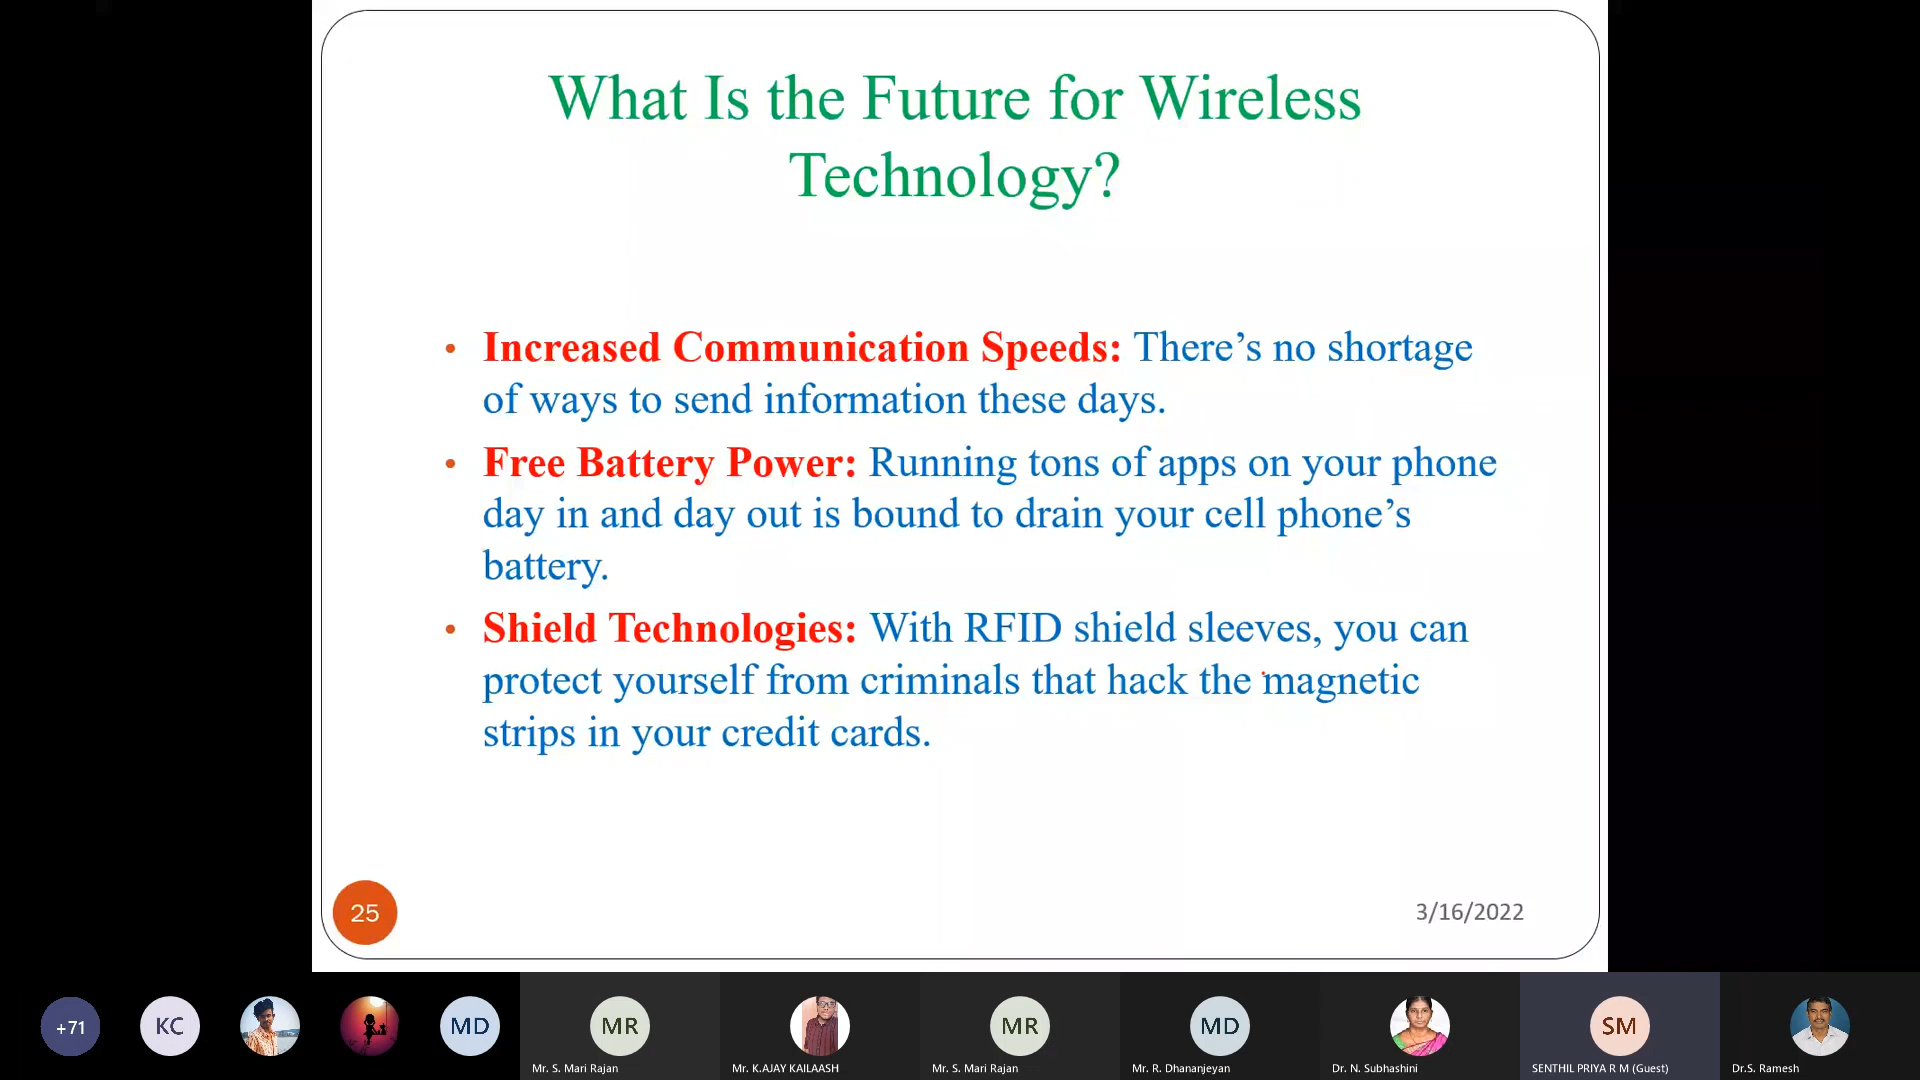 What Is the Future for Wireless
Technology?
• Increased Communication Speeds: There’s no shortage
of ways to send information these days.
• Free Battery Power: Running tons of apps on your phone
day in and day out is bound to drain your cell phone’s
battery.
• Shield Technologies: With RFID shield sleeves, you can
protect yourself from criminals that hack the magnetic
strips in your credit cards.
25
3/16/2022
+71
KC
MD
MR
MR
MD
SM
Mr. S. Mari Rajan
Mr. K.AJAY KAILAASH
Mr. S. Mari Rajan
Mr. R. Dhananjeyan
Dr. N. Subhashini
SENTHIL PRIYA R M (Guest)
Dr.S. Ramesh